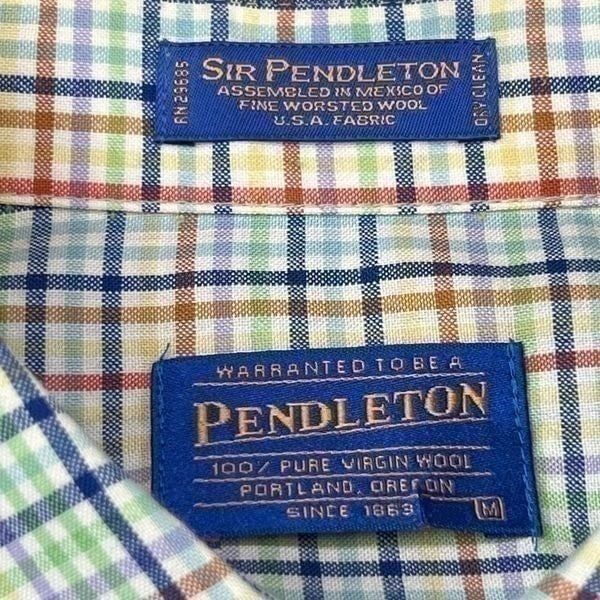 SIR PENDLETON
ASSEMBLED IN MEXICO OF
FINE WORSTED WOOL
U.S.A. FABRIC
RN 29685
DRY CLEAN
WARRANTED TO BE A
PENDLETON
100% PURE VIRGIN WOOL
PORTLAND, OREGON
SINCE 1863
M